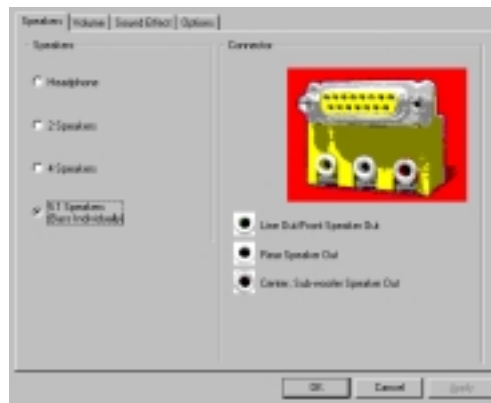 Speakers Volume Sound Effect Options
Speakers
Connector
Headphone
2 Speakers
4 Speakers
5.1 Speakers
(Bass Individually)
Line Out/Front Speaker Out
Rear Speaker Out
Center, Sub-woofer Speaker Out
OK Cancel Apply